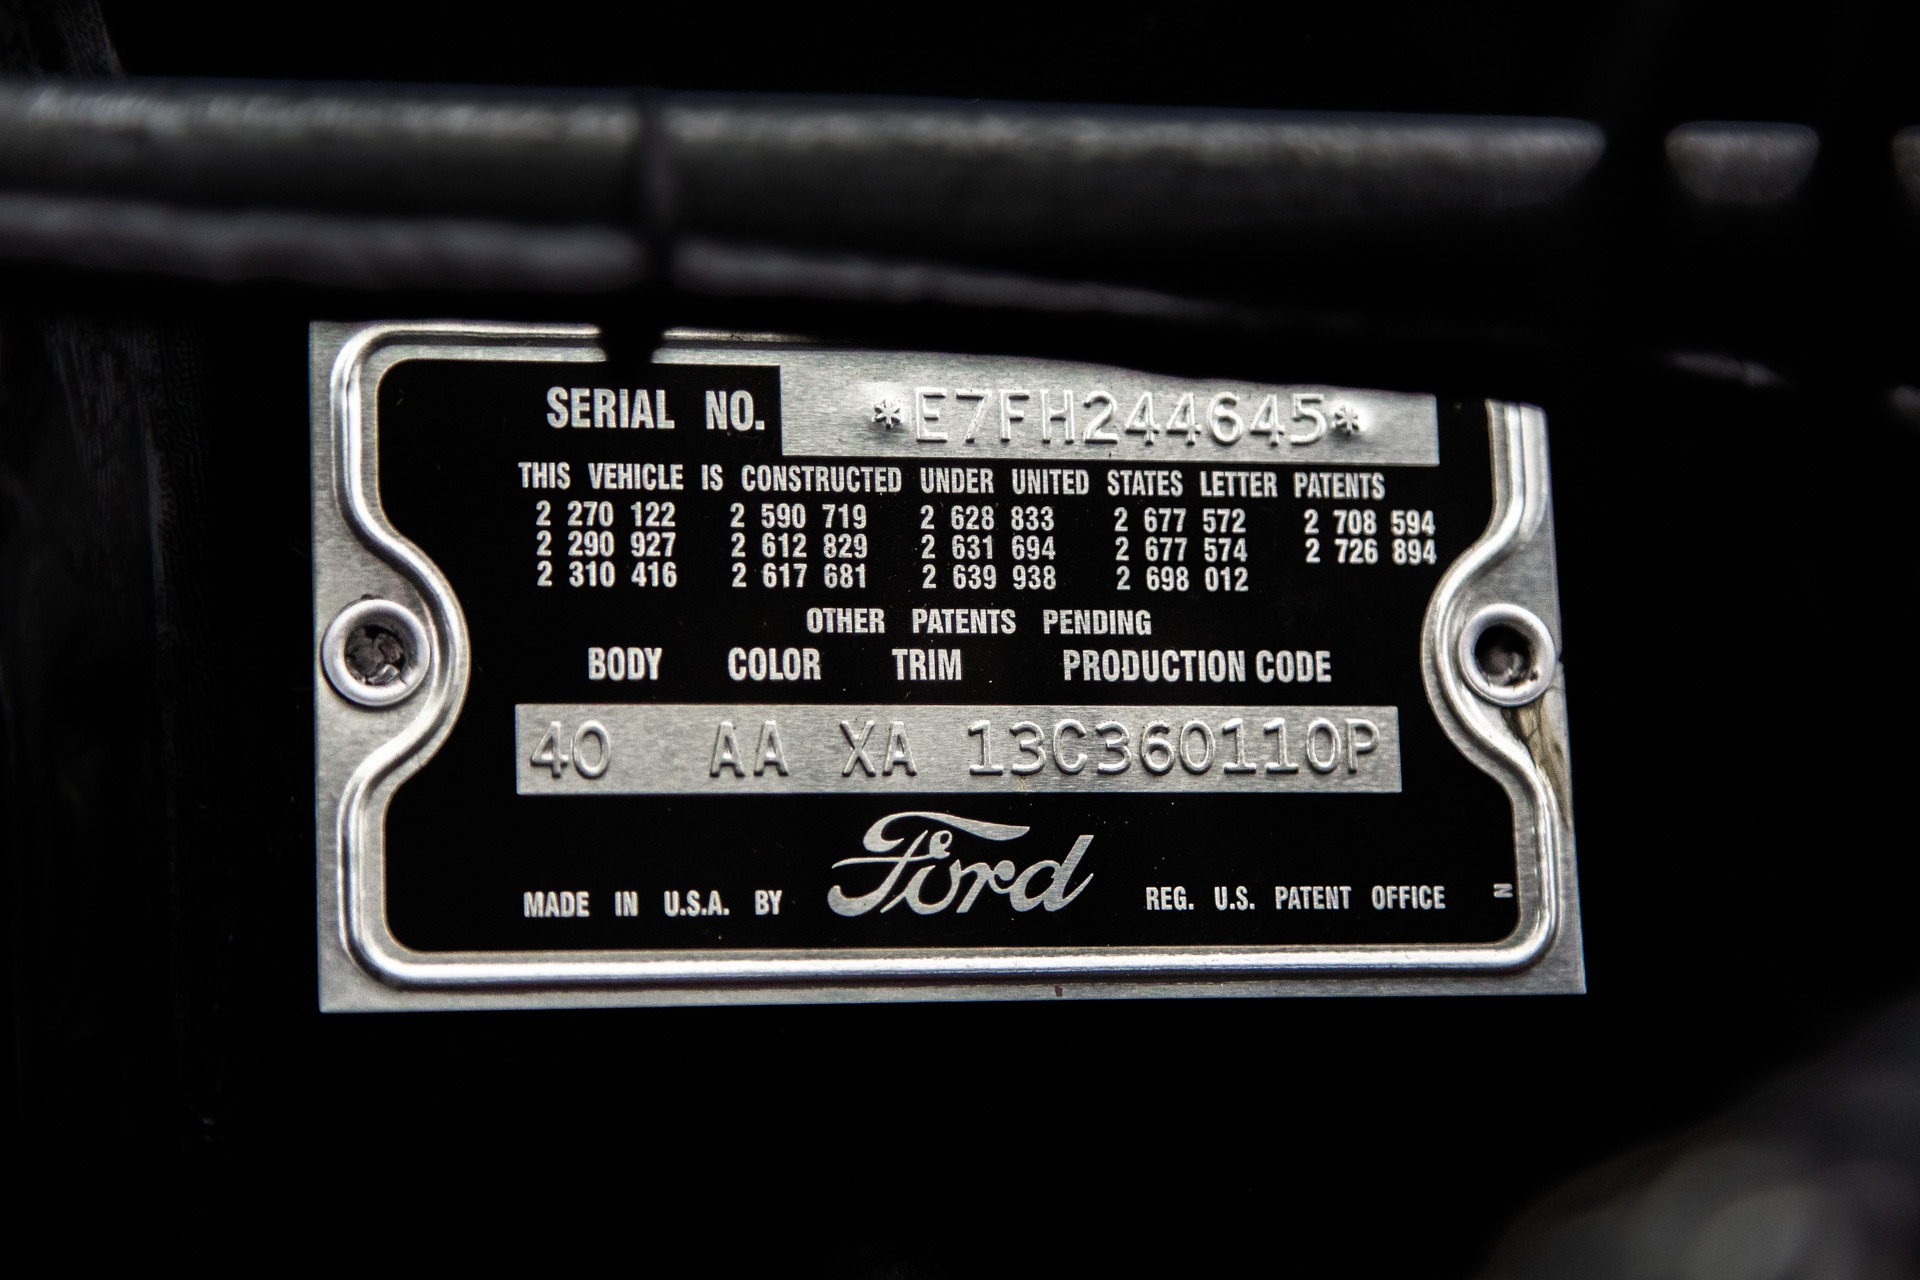 SERIAL NO. *E7FH244645*
THIS VEHICLE IS CONSTRUCTED UNDER UNITED STATES LETTER PATENTS
2 270 122 2 590 719 2 628 833 2 677 572 2 708 594
2 290 927 2 612 829 2 631 694 2 677 574 2 726 894
2 310 416 2 617 681 2 639 938 2 698 012
OTHER PATENTS PENDING
BODY COLOR TRIM PRODUCTION CODE
40 AA XA 13C360110P
MADE IN U.S.A. BY Ford REG. U.S. PATENT OFFICE N